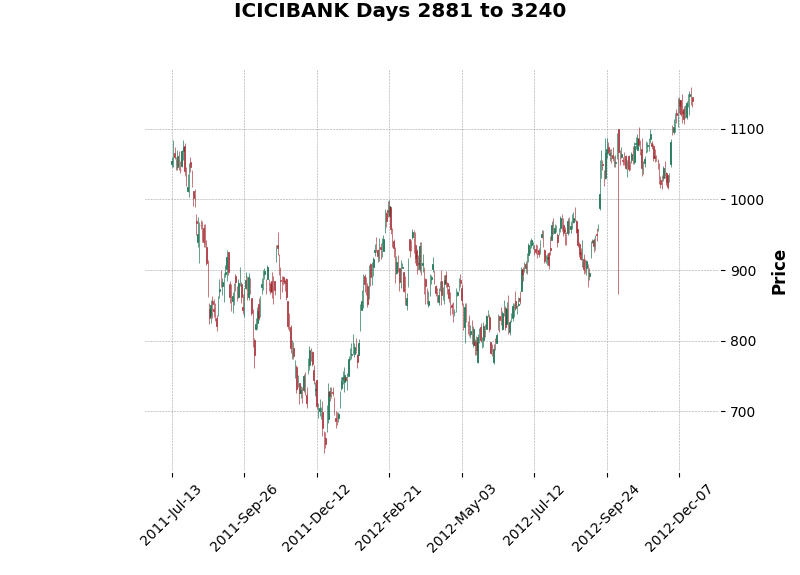 ICICIBANK Days 2881 to 3240
1100
1000
900
800
700
Price
2011-Jul-13
2011-Sep-26
2011-Dec-12
2012-Feb-21
2012-May-03
2012-Jul-12
2012-Sep-24
2012-Dec-07